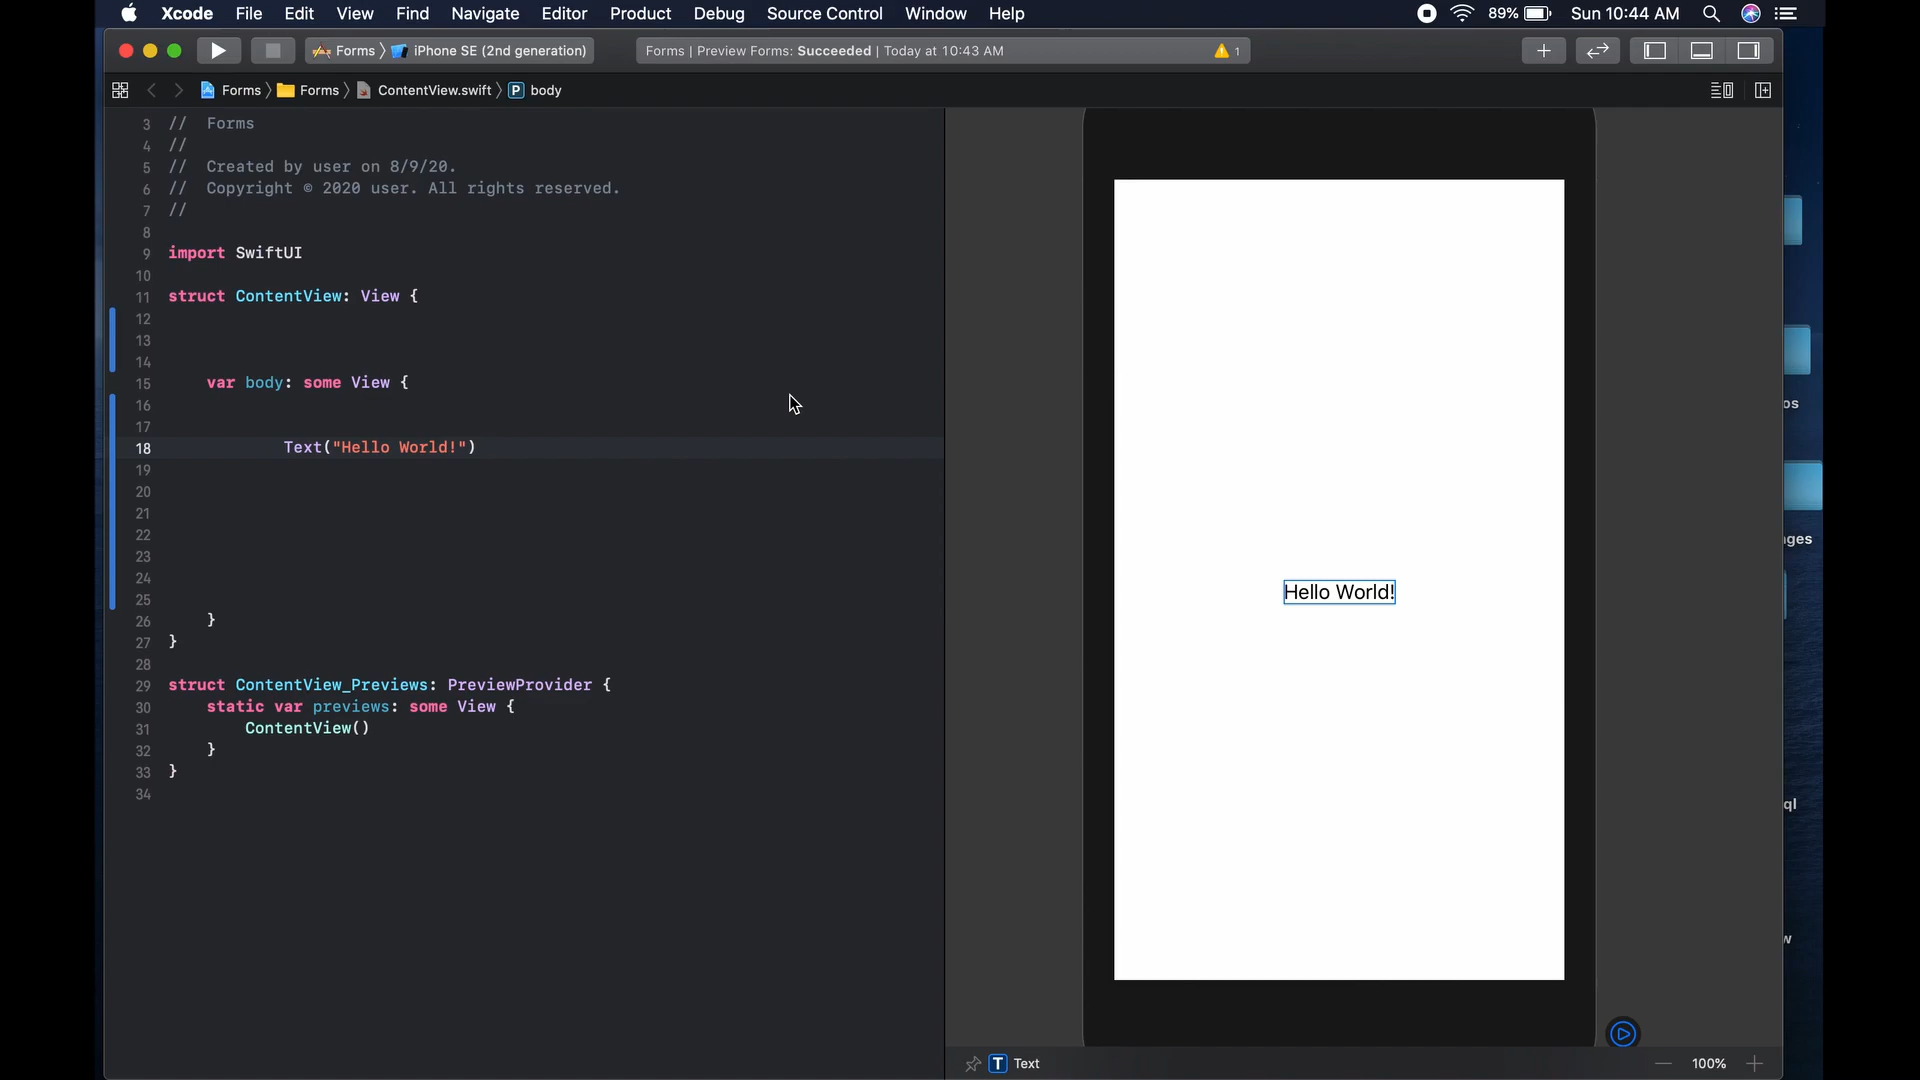 Xcode File Edit View Find Navigate Editor Product Debug Source Control Window Help 89% Sun 10:44 AM
Forms 〉 iPhone SE (2nd generation) Forms | Preview Forms: Succeeded | Today at 10:43 AM 1
Forms 〉 Forms 〉 ContentView.swift 〉 P body
3 // Forms
4 //
5 // Created by user on 8/9/20.
6 // Copyright © 2020 user. All rights reserved.
7 //
8
9 import SwiftUI
10
11 struct ContentView: View {
12
13
14
15 var body: some View {
16
17
18 Text("Hello World!")
19
20
21
22
23
24
25
26 }
27 }
28
29 struct ContentView_Previews: PreviewProvider {
30 static var previews: some View {
31 ContentView()
32 }
33 }
34
Hello World!
T Text 100%
os
ges
ql
w